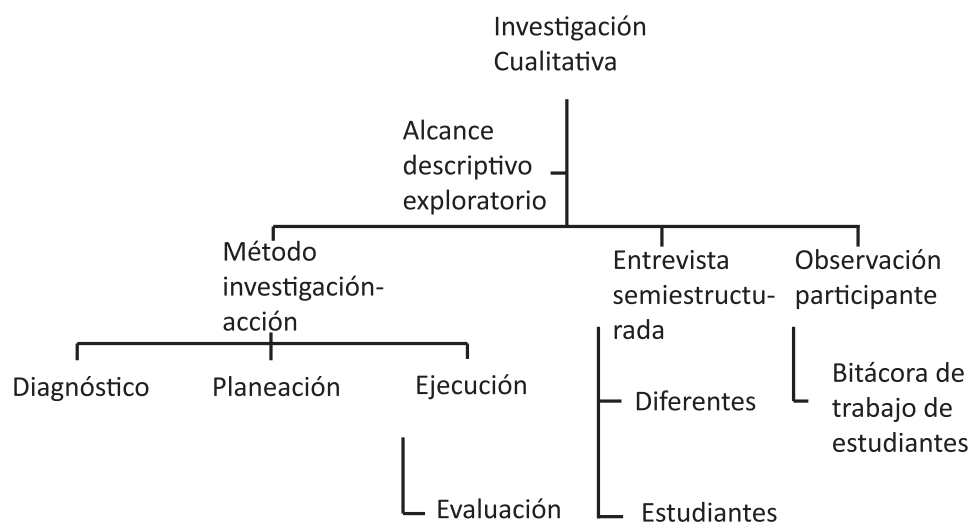 Investigación
Cualitativa
Alcance
descriptivo
exploratorio
Método
investigación-
acción
Entrevista
semiestructu-
rada
Observación
participante
Diagnóstico
Planeación
Ejecución
Evaluación
Diferentes
Estudiantes
Bitácora de
trabajo de
estudiantes